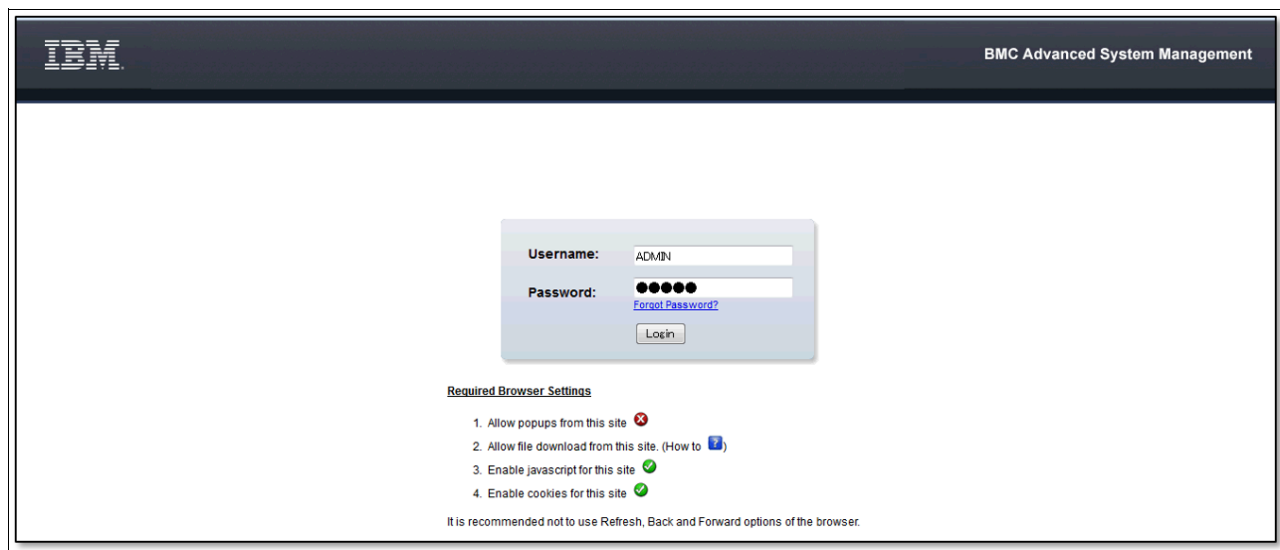 IBM.
BMC Advanced System Management
Username: ADMIN
Password: ●●●●●
Forgot Password?
Login
Required Browser Settings
1. Allow popups from this site
2. Allow file download from this site. (How to ?)
3. Enable javascript for this site
4. Enable cookies for this site
It is recommended not to use Refresh, Back and Forward options of the browser.